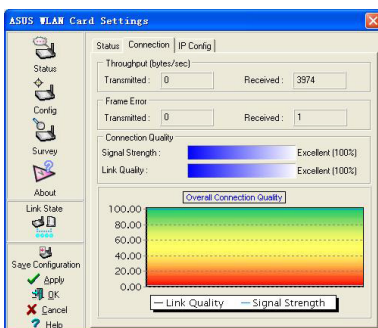 ASUS WLAN Card Settings
Status
Config
Survey
About
Link State
Save Configuration
Apply
OK
Cancel
Help
Status Connection IP Config
Throughput (bytes/sec)
Transmitted : 0 Received : 3974
Frame Error
Transmitted : 0 Received : 1
Connection Quality
Signal Strength : Excellent (100%)
Link Quality : Excellent (100%)
Overall Connection Quality
100.00
80.00
60.00
40.00
20.00
0.00
Link Quality Signal Strength